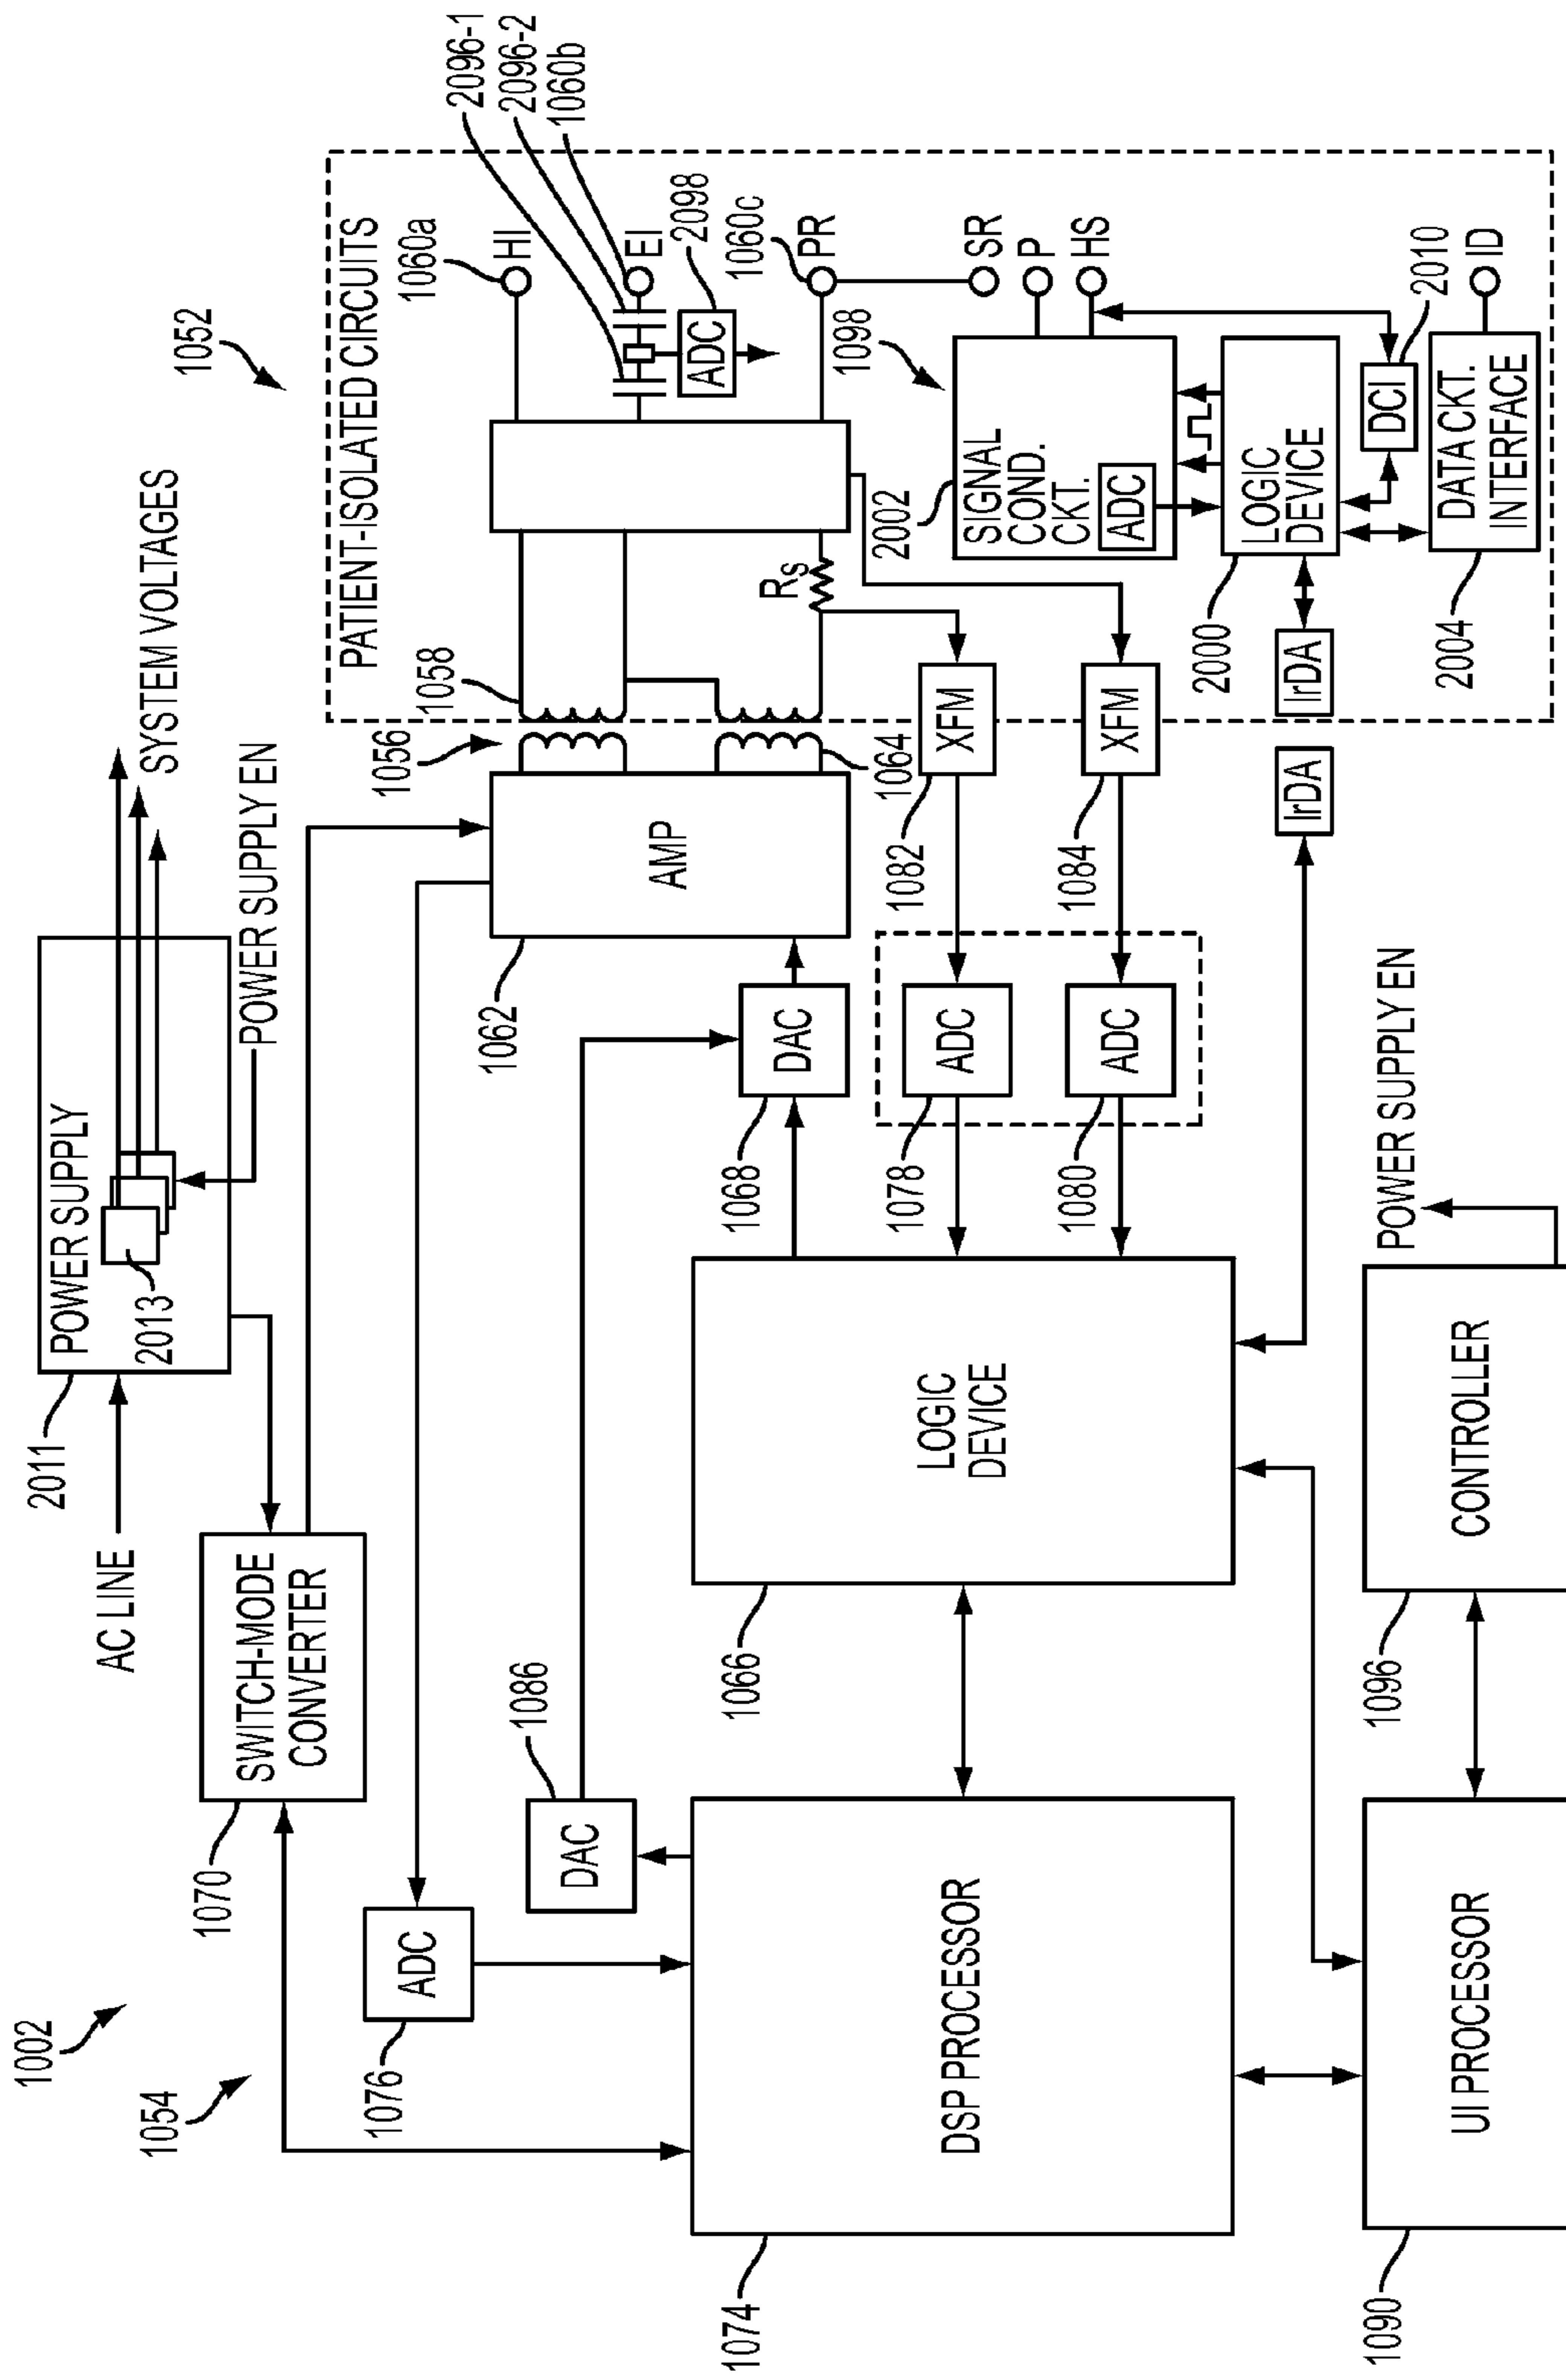 1002
1054
1052
AC LINE
2011
POWER SUPPLY
2013
SYSTEM VOLTAGES
POWER SUPPLY EN
SWITCH-MODE
CONVERTER
1070
PATIENT-ISOLATED CIRCUITS
2096-1
2096-2
1060b
1060a
HI
EI
ADC
2098
1060c
PR
SR
P
HS
1056
1058
1064
RS
AMP
1062
ADC
1076
DAC
1086
DAC
1068
ADC
1078
ADC
1080
XFM
1082
XFM
1084
1098
2002
SIGNAL
COND.
CKT.
ADC
LOGIC
DEVICE
2000
DCI
2010
DATA CKT.
INTERFACE
2004
ID
IrDA
IrDA
DSP PROCESSOR
1074
LOGIC
DEVICE
1066
UI PROCESSOR
1090
CONTROLLER
1096
POWER SUPPLY EN